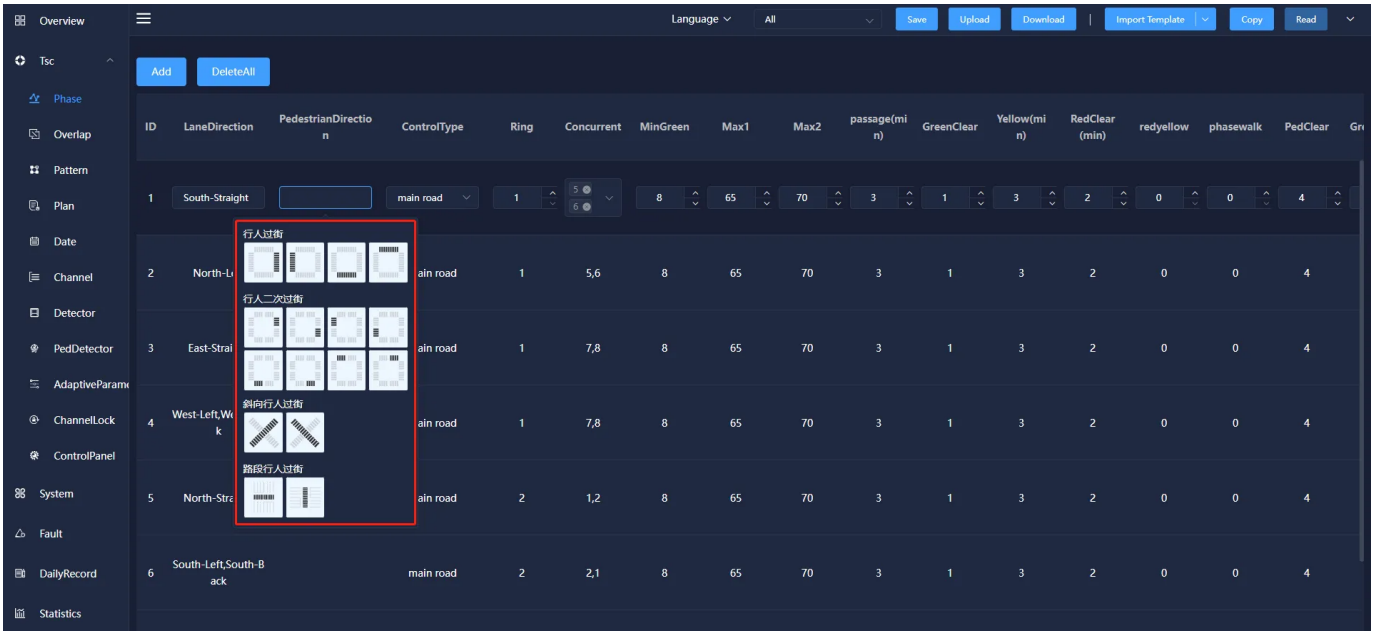 Overview
Language
All
Save
Upload
Download
|
Import Template
Copy
Read
Tsc
Add
DeleteAll
Phase
Overlap
Pattern
Plan
Date
Channel
Detector
PedDetector
AdaptiveParame
ChannelLock
ControlPanel
System
Fault
DailyRecord
Statistics
ID
LaneDirection
PedestrianDirectio
n
ControlType
Ring
Concurrent
MinGreen
Max1
Max2
passage(mi
n)
GreenClear
Yellow(mi
n)
RedClear
(min)
redyellow
phasewalk
PedClear
Gre
1
South-Straight
main road
1
5
6
8
65
70
3
1
3
2
0
0
4
行人过街
行人二次过街
斜向行人过街
路段行人过街
2
North-Le
ain road
1
5,6
8
65
70
3
1
3
2
0
0
4
3
East-Strai
ain road
1
7,8
8
65
70
3
1
3
2
0
0
4
4
West-Left,We
k
ain road
1
7,8
8
65
70
3
1
3
2
0
0
4
5
North-Stra
ain road
2
1,2
8
65
70
3
1
3
2
0
0
4
6
South-Left,South-B
ack
main road
2
2,1
8
65
70
3
1
3
2
0
0
4